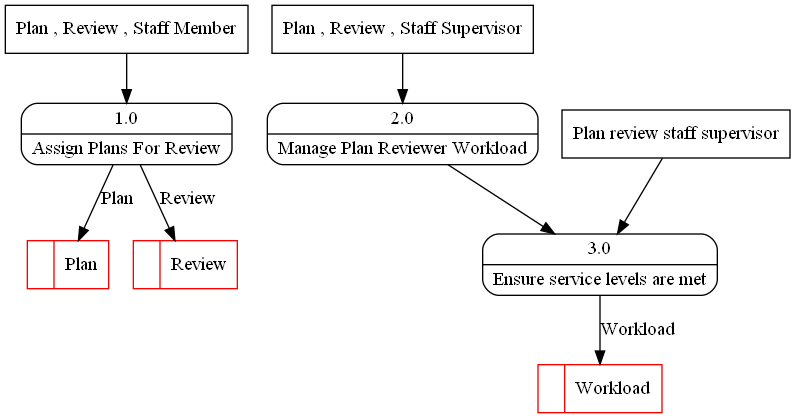 Plan , Review , Staff Member
Plan , Review , Staff Supervisor
1.0
Assign Plans For Review
2.0
Manage Plan Reviewer Workload
Plan review staff supervisor
Plan
Review
Plan
Review
3.0
Ensure service levels are met
Workload
Workload